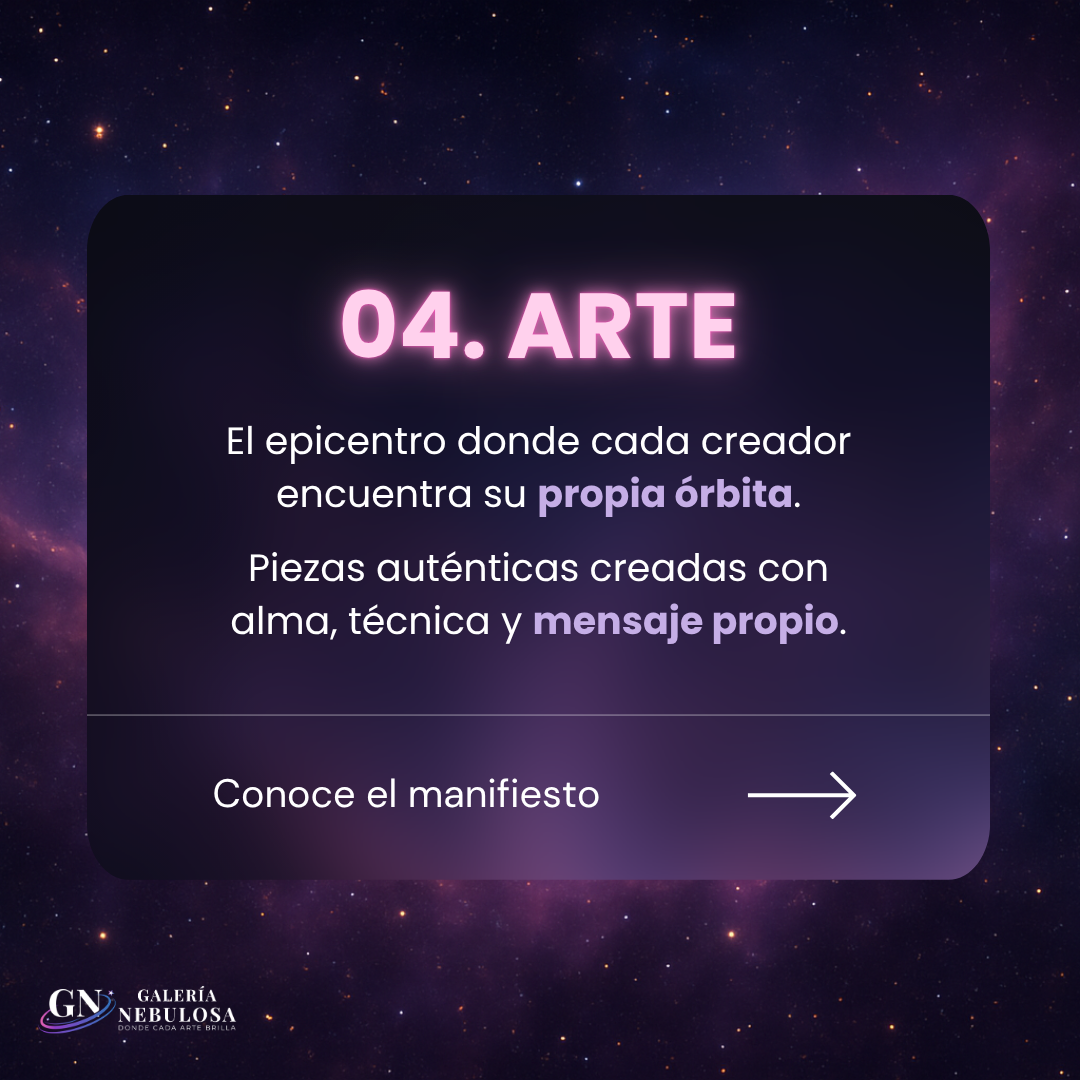 04. ARTE
El epicentro donde cada creador
encuentra su propia órbita.
Piezas auténticas creadas con
alma, técnica y mensaje propio.
Conoce el manifiesto
GN
GALERÍA
NEBULOSA
DONDE CADA ARTE BRILLA